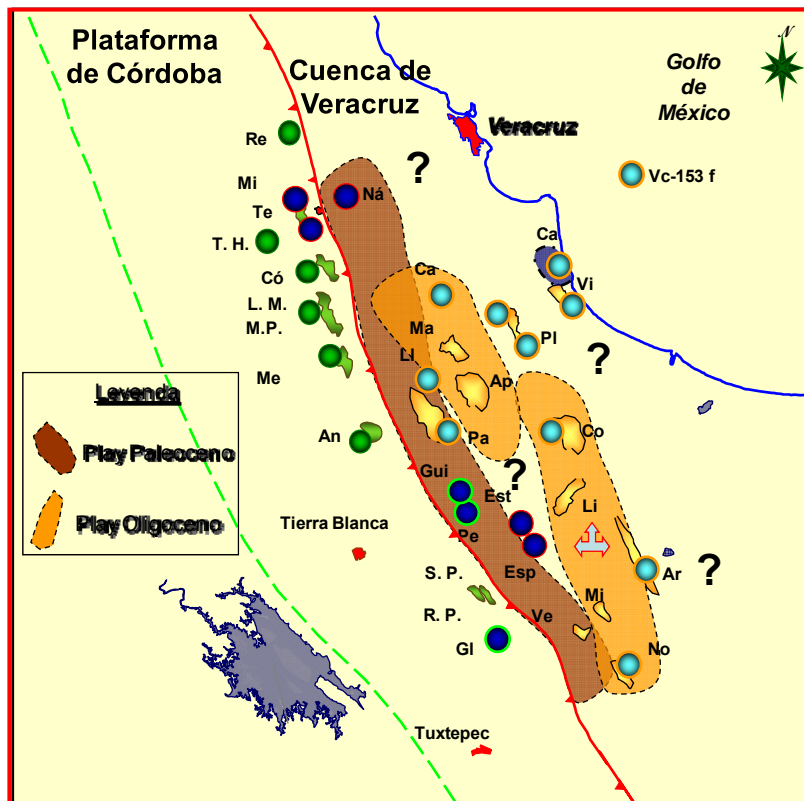 Plataforma
de Córdoba
Cuenca de
Veracruz
Golfo
de
México
N
Veracruz
Re
Vc-153 f
Mi
Ná
Te
T. H.
Ca
Có
Ca
Vi
L. M.
M.P.
Ma
Pl
Ll
Me
Ap
Leyenda
Play Paleoceno
Play Oligoceno
An
Pa
Co
Gui
Est
Li
Tierra Blanca
Pe
S. P.
Esp
Ar
R. P.
Ve
Mi
Gl
No
Tuxtepec
?
?
?
?